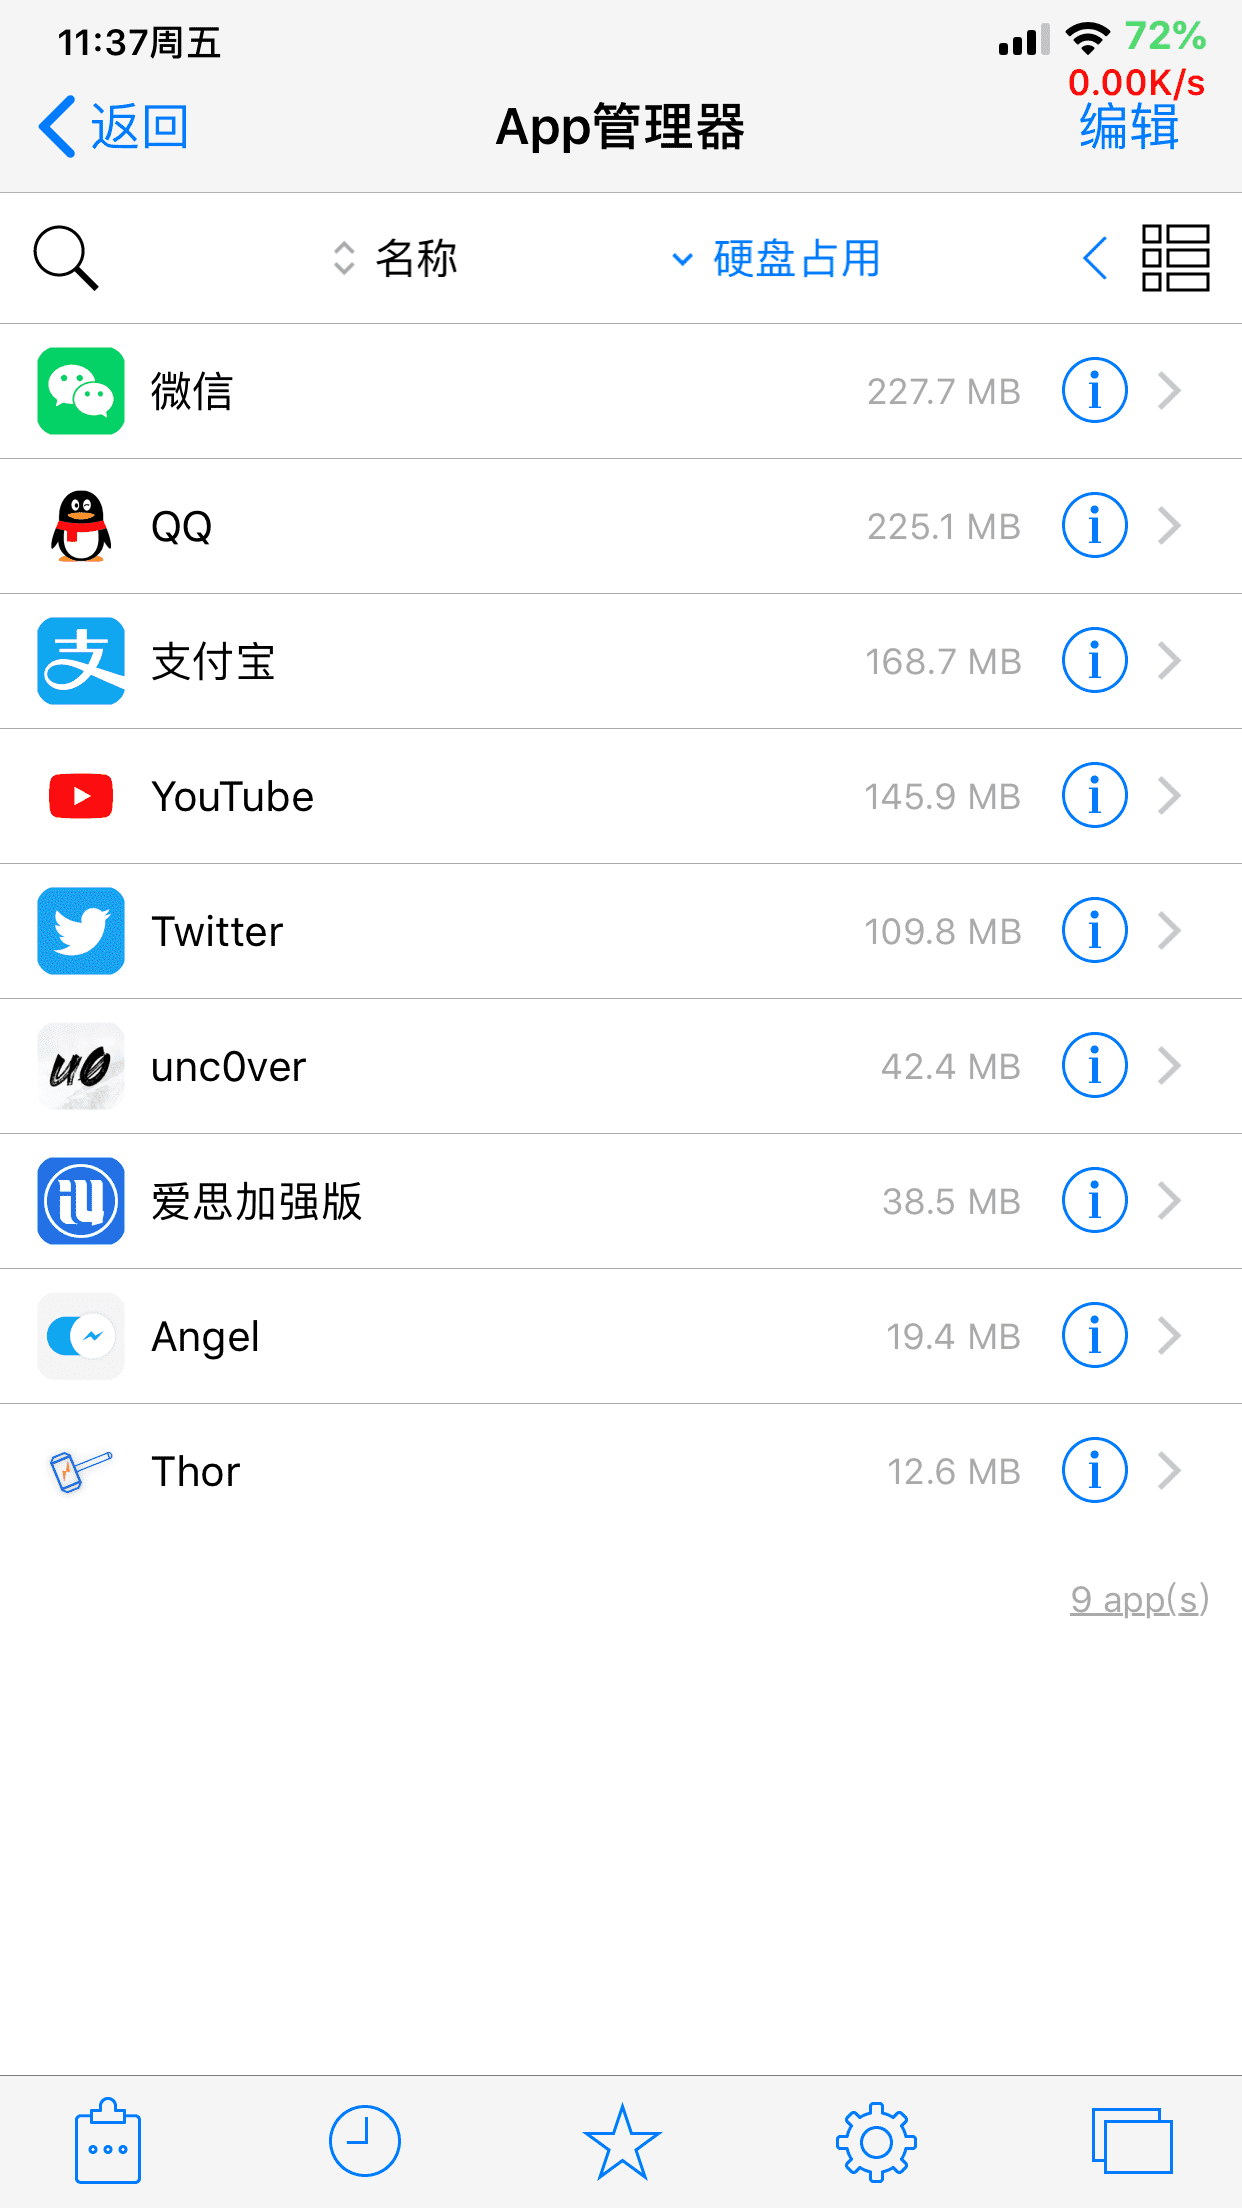 11:37周五
72%
0.00K/s
返回
App管理器
编辑
名称
硬盘占用
微信
227.7 MB
QQ
225.1 MB
支
支付宝
168.7 MB
YouTube
145.9 MB
Twitter
109.8 MB
u0
unc0ver
42.4 MB
爱思加强版
38.5 MB
Angel
19.4 MB
Thor
12.6 MB
9 app(s)